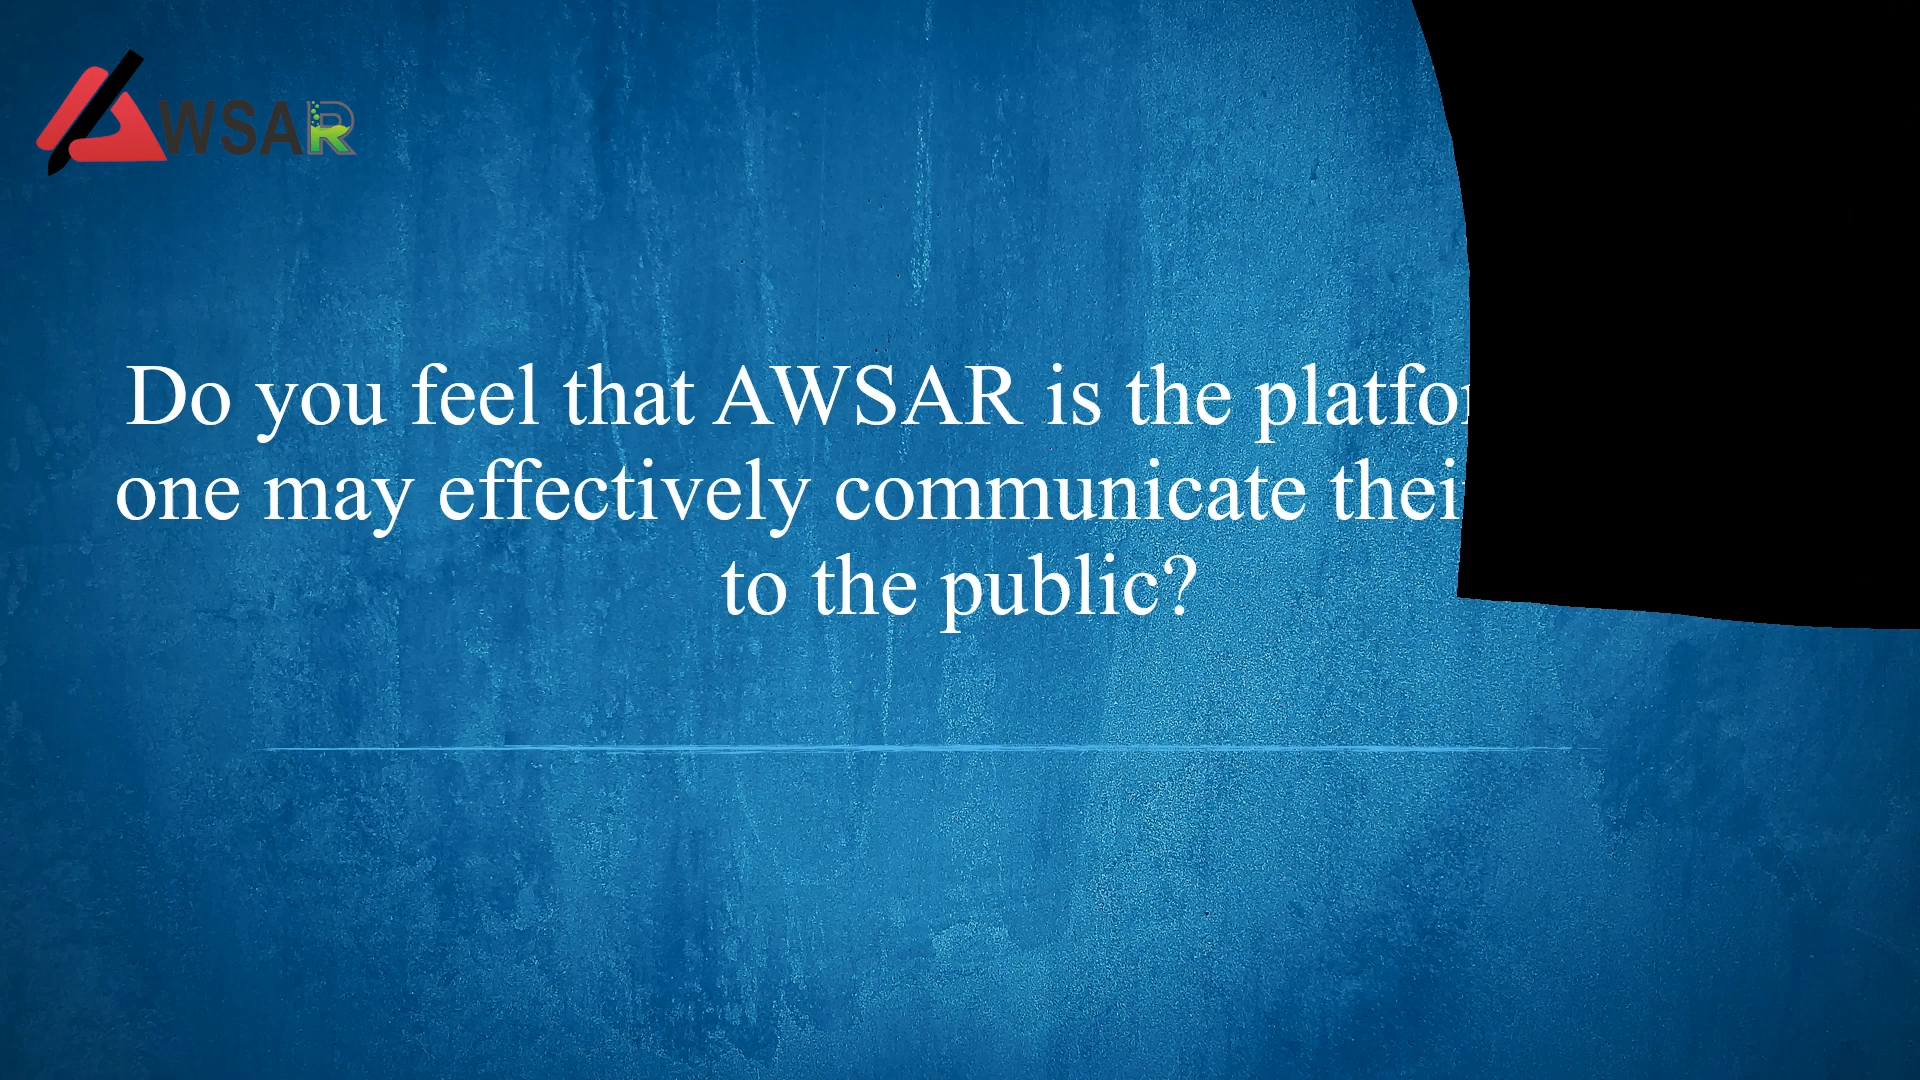 AWSAR
Do you feel that AWSAR is the
one may effectively communicate
to the public?